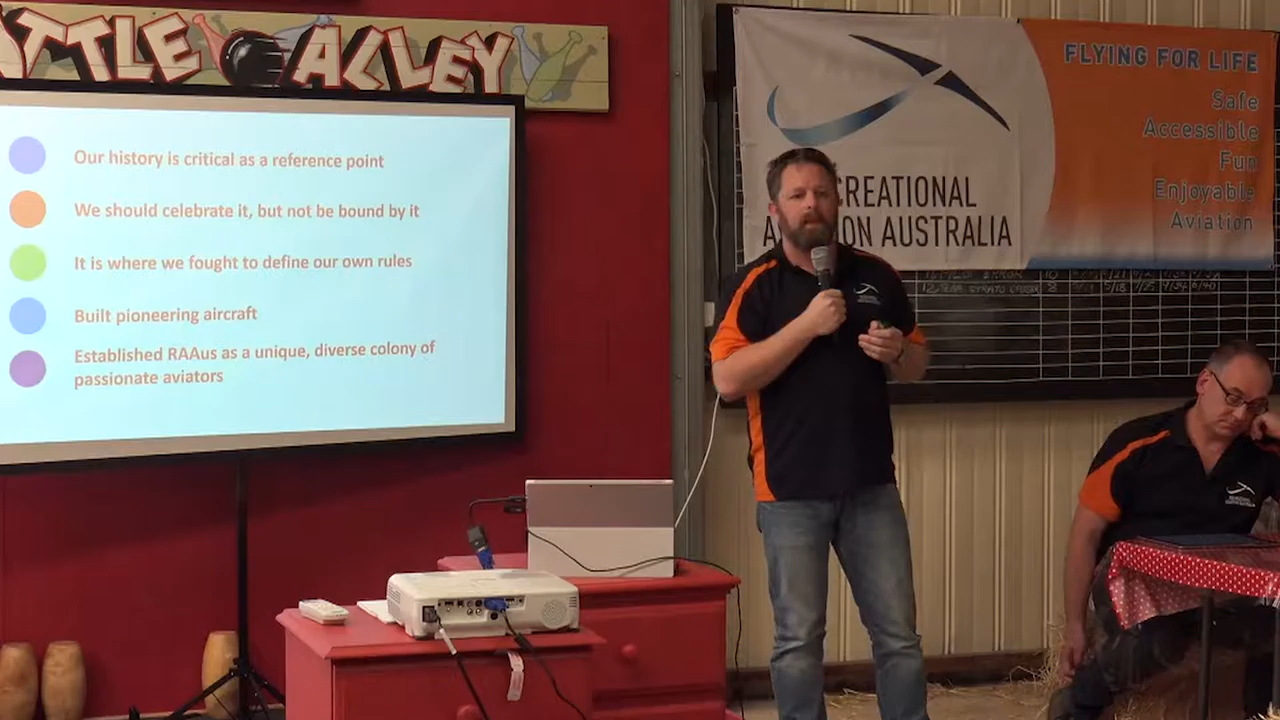 ATTLE ALLEY
Our history is critical as a reference point
We should celebrate it, but not be bound by it
It is where we fought to define our own rules
Built pioneering aircraft
Established RAAus as a unique, diverse colony of
passionate aviators
CREATIONAL
AUSTRALIA
FLYING FOR LIFE
Safe
Accessible
Fun
Enjoyable
Aviation